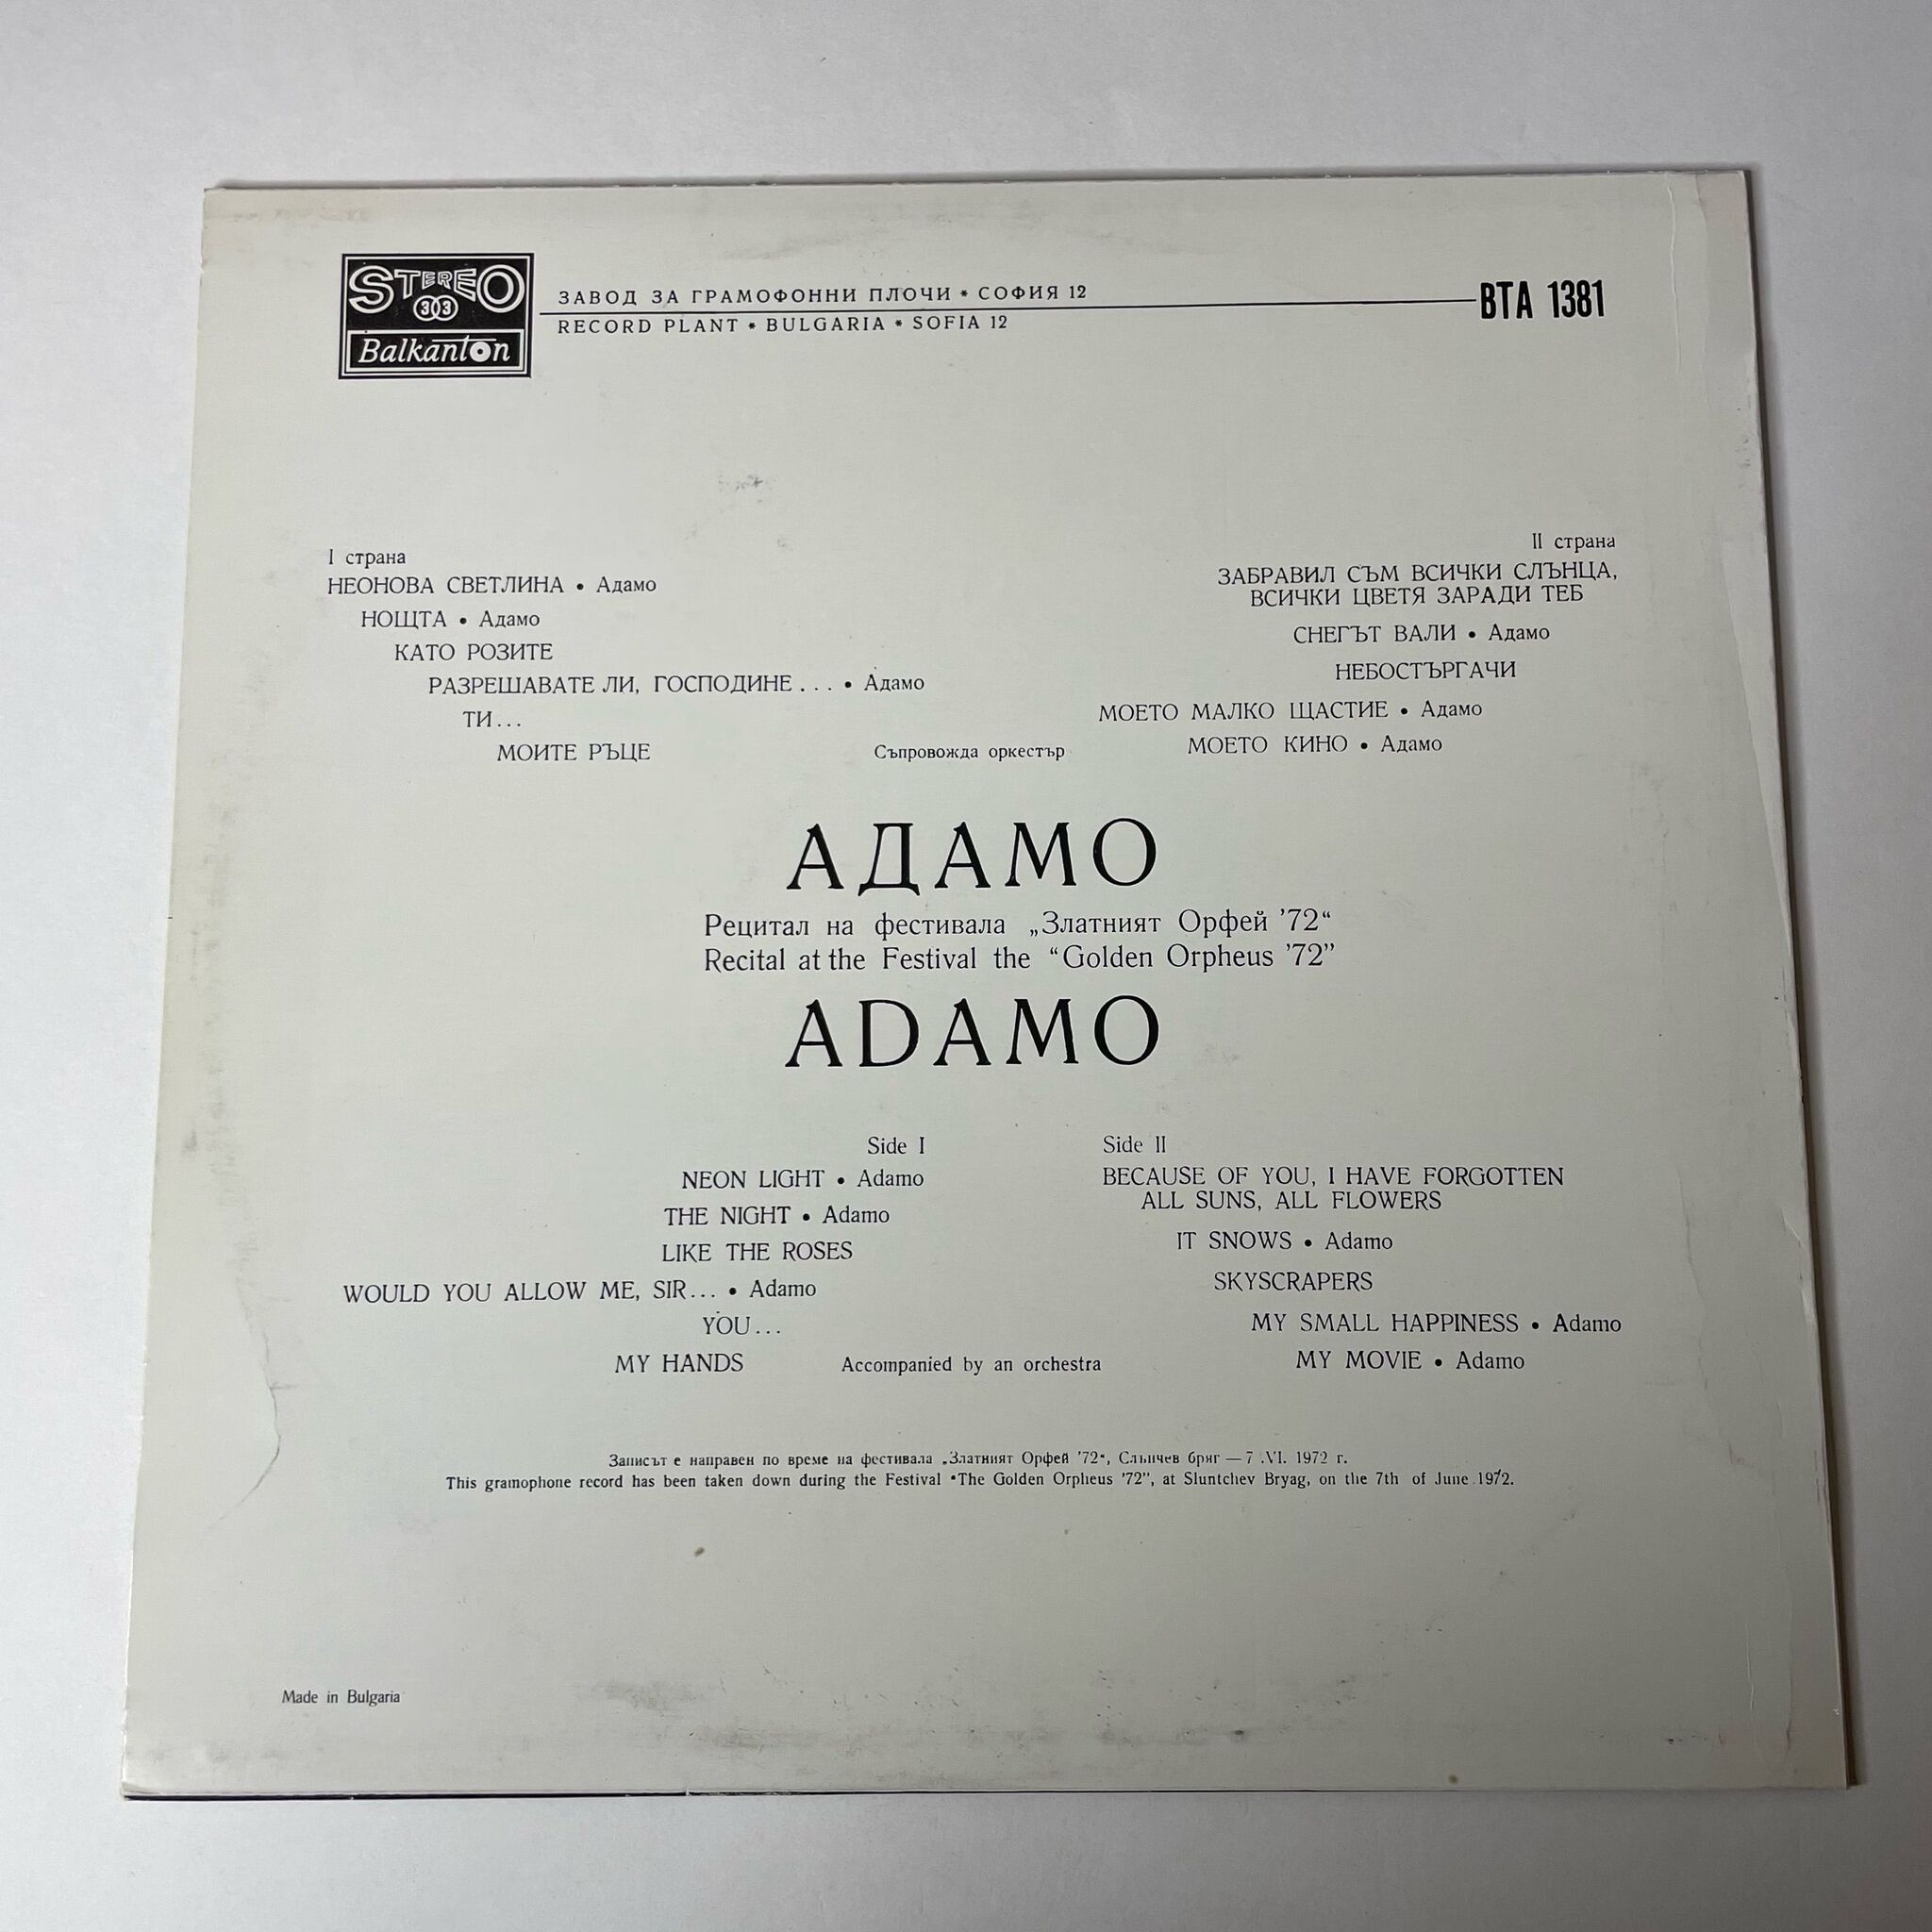 STEREO
33
Balkanton
ЗАВОД ЗА ГРАМОФОННИ ПЛОЧИ * СОФИЯ 12
RECORD PLANT * BULGARIA * SOFIA 12
ВТА 1381
I страна
НЕОНОВА СВЕТЛИНА • Адамо
НОЩТА • Адамо
КАТО РОЗИТЕ
РАЗРЕШАВАТЕ ЛИ, ГОСПОДИНЕ . . . • Адамо
ТИ...
МОИТЕ РЪЦЕ
Съпровожда оркестър
II страна
ЗАБРАВИЛ СЪМ ВСИЧКИ СЛЪНЦА,
ВСИЧКИ ЦВЕТЯ ЗАРАДИ ТЕБ
СНЕГЪТ ВАЛИ • Адамо
НЕБОСТЪРГАЧИ
МОЕТО МАЛКО ЩАСТИЕ • Адамо
МОЕТО КИНО • Адамо
АДАМО
Рецитал на фестивала „Златният Орфей '72“
Recital at the Festival the “Golden Orpheus '72”
ADAMO
Side I
NEON LIGHT • Adamo
THE NIGHT • Adamo
LIKE THE ROSES
WOULD YOU ALLOW ME, SIR... • Adamo
YOU...
MY HANDS
Accompanied by an orchestra
Side II
BECAUSE OF YOU, I HAVE FORGOTTEN
ALL SUNS, ALL FLOWERS
IT SNOWS • Adamo
SKYSCRAPERS
MY SMALL HAPPINESS • Adamo
MY MOVIE • Adamo
Записът е направен по време на фестивала „Златният Орфей '72“, Слънчев бряг — 7 .VI. 1972 г.
This gramophone record has been taken down during the Festival “The Golden Orpheus '72”, at Sluntchev Bryag, on the 7th of June 1972.
Made in Bulgaria